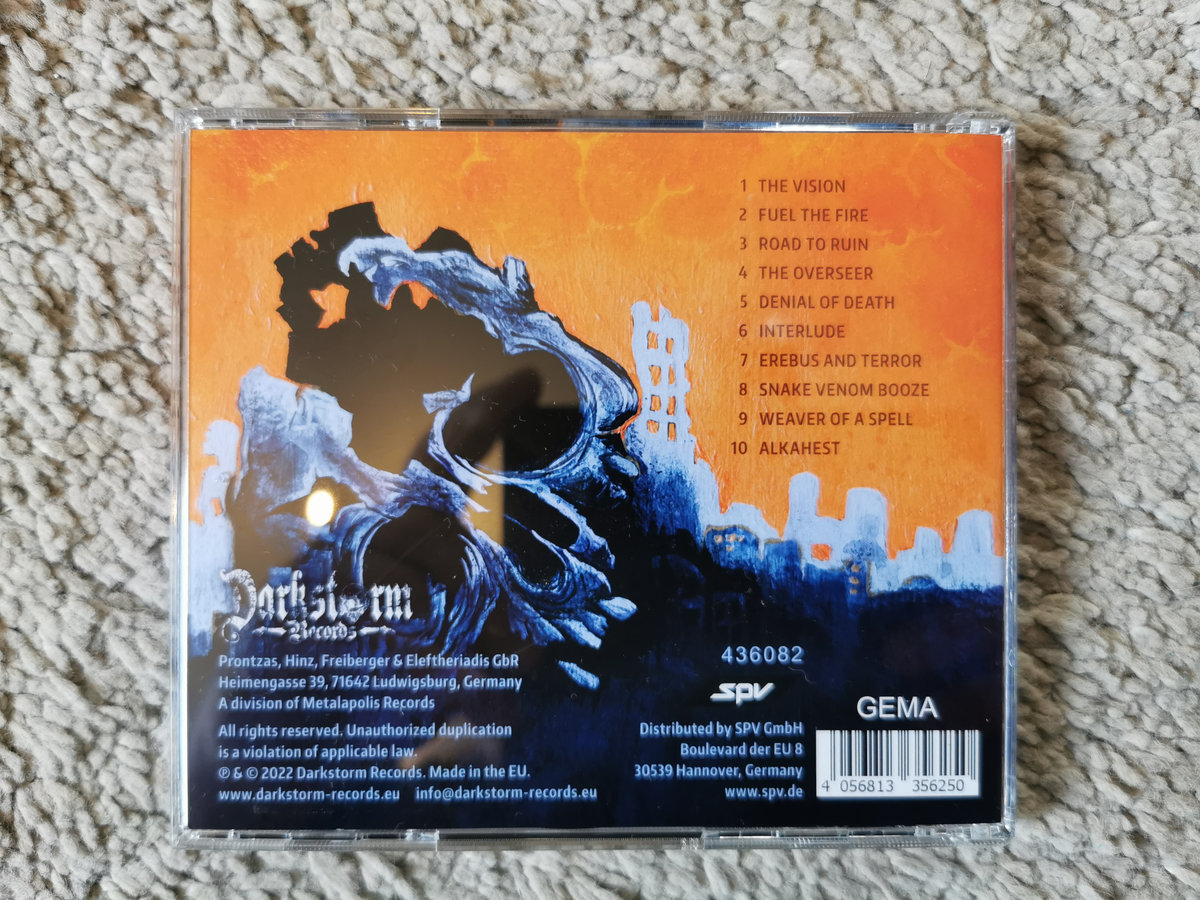 1 THE VISION
2 FUEL THE FIRE
3 ROAD TO RUIN
4 THE OVERSEER
5 DENIAL OF DEATH
6 INTERLUDE
7 EREBUS AND TERROR
8 SNAKE VENOM BOOZE
9 WEAVER OF A SPELL
10 ALKAHEST
Darkstorm
Records
Prontzas, Hinz, Freiberger & Eleftheriadis GbR
Heimengasse 39, 71642 Ludwigsburg, Germany
A division of Metalapolis Records
All rights reserved. Unauthorized duplication
is a violation of applicable law.
℗ & © 2022 Darkstorm Records. Made in the EU.
www.darkstorm-records.eu info@darkstorm-records.eu
436082
SPV
Distributed by SPV GmbH
Boulevard der EU 8
30539 Hannover, Germany
www.spv.de
GEMA
4 056813 356250